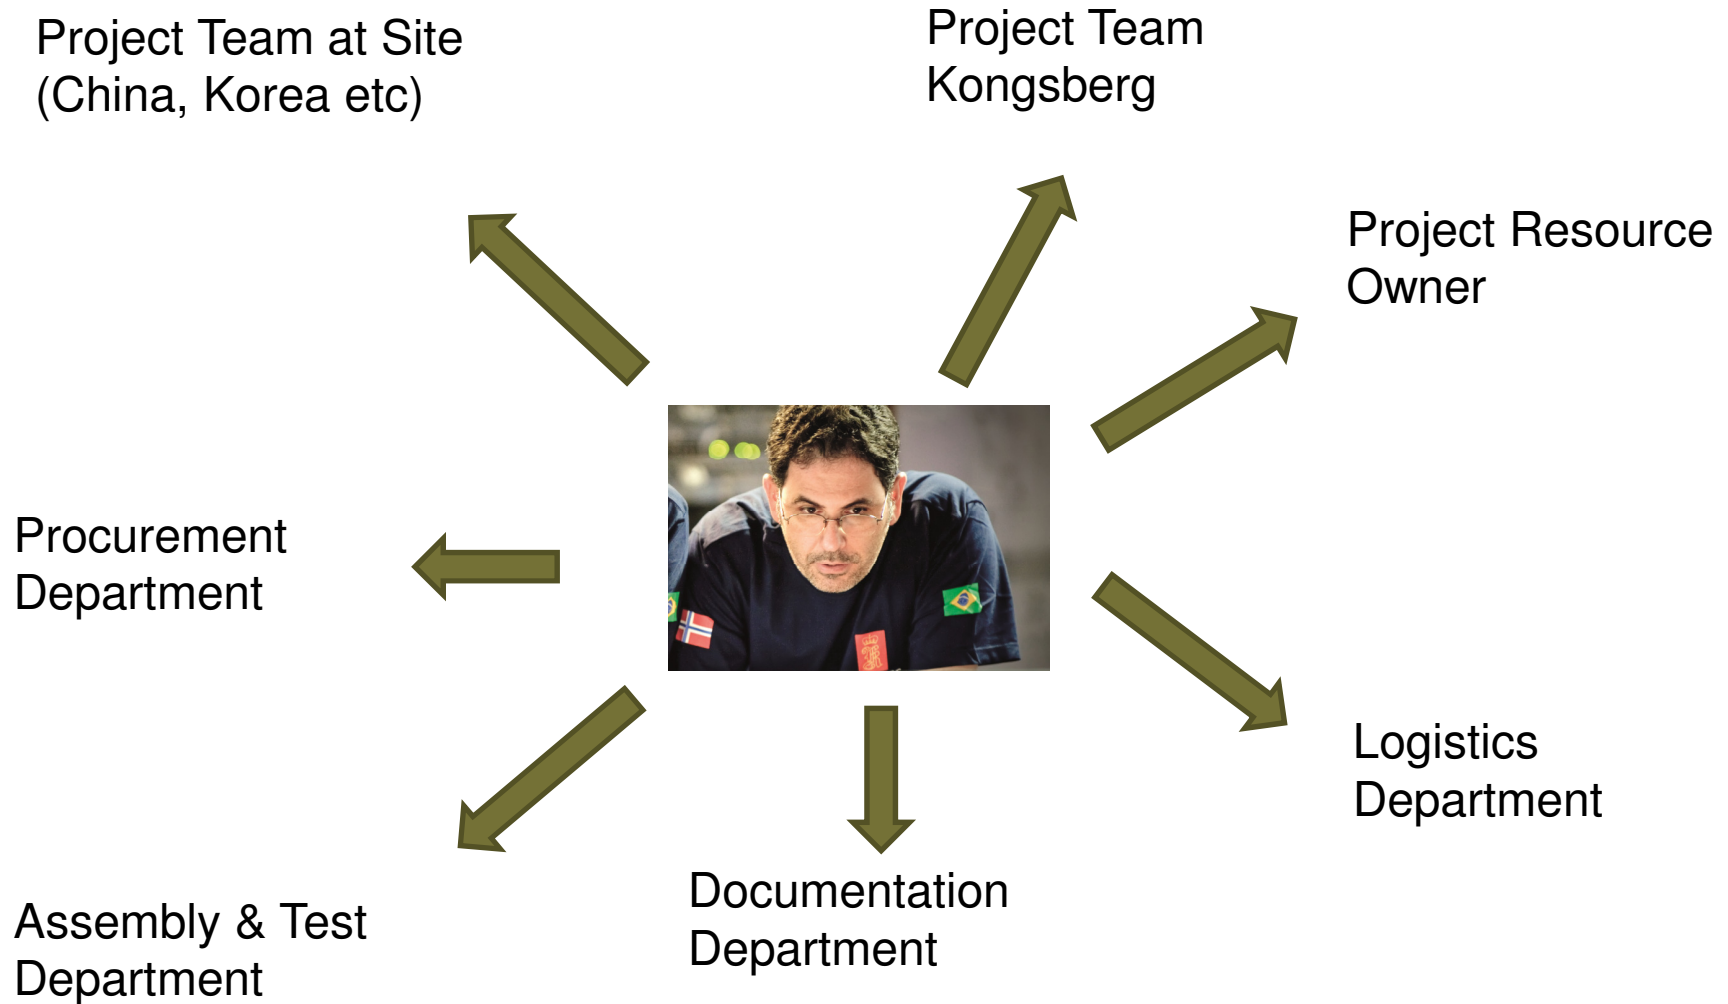 Project Team at Site
(China, Korea etc)
Project Team
Kongsberg
Project Resource
Owner
Procurement
Department
Logistics
Department
Documentation
Department
Assembly & Test
Department